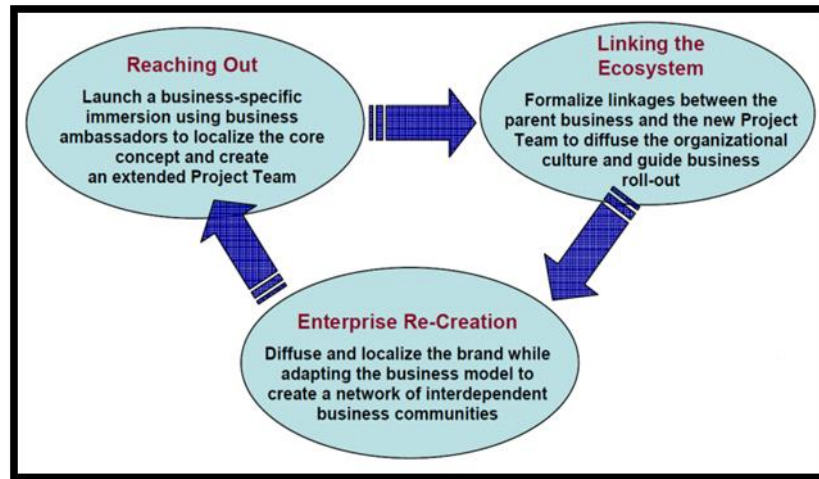 Reaching Out
Launch a business-specific
immersion using business
ambassadors to localize the core
concept and create
an extended Project Team
Linking the
Ecosystem
Formalize linkages between the
parent business and the new Project
Team to diffuse the organizational
culture and guide business
roll-out
Enterprise Re-Creation
Diffuse and localize the brand while
adapting the business model to
create a network of interdependent
business communities